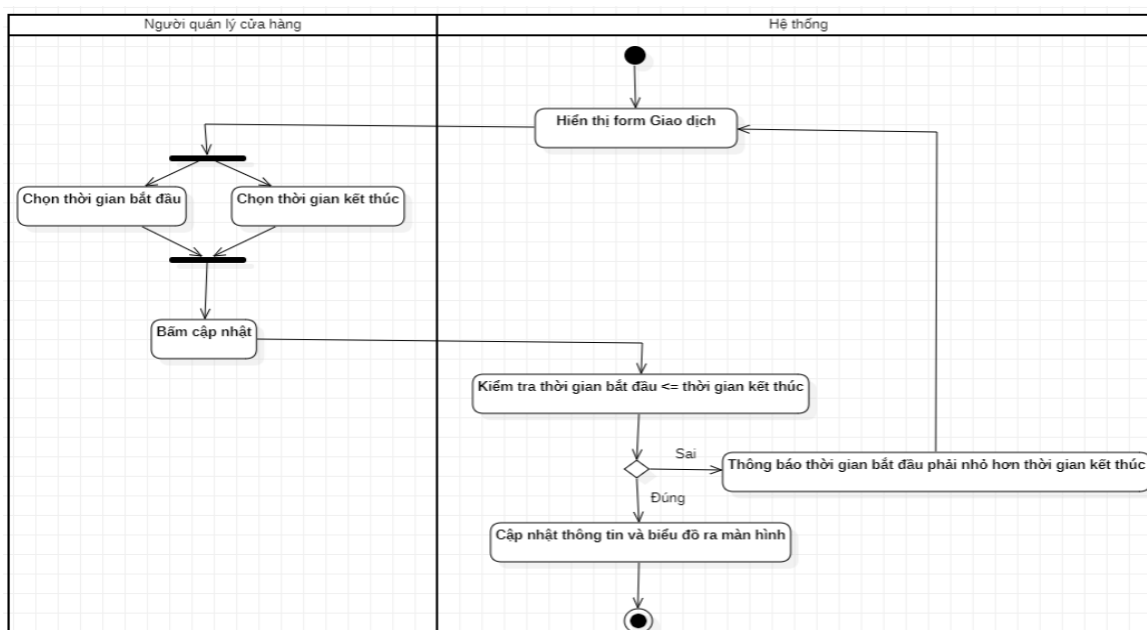 Người quán lý cửa hàng
Hệ thống
Hiển thị form Giao dịch
Chọn thời gian bắt đầu
Chọn thời gian kết thúc
Bấm cập nhật
Kiểm tra thời gian bắt đầu <= thời gian kết thúc
Sai
Thông báo thời gian bắt đầu phải nhỏ hơn thời gian kết thúc
Đúng
Cập nhật thông tin và biểu đồ ra màn hình